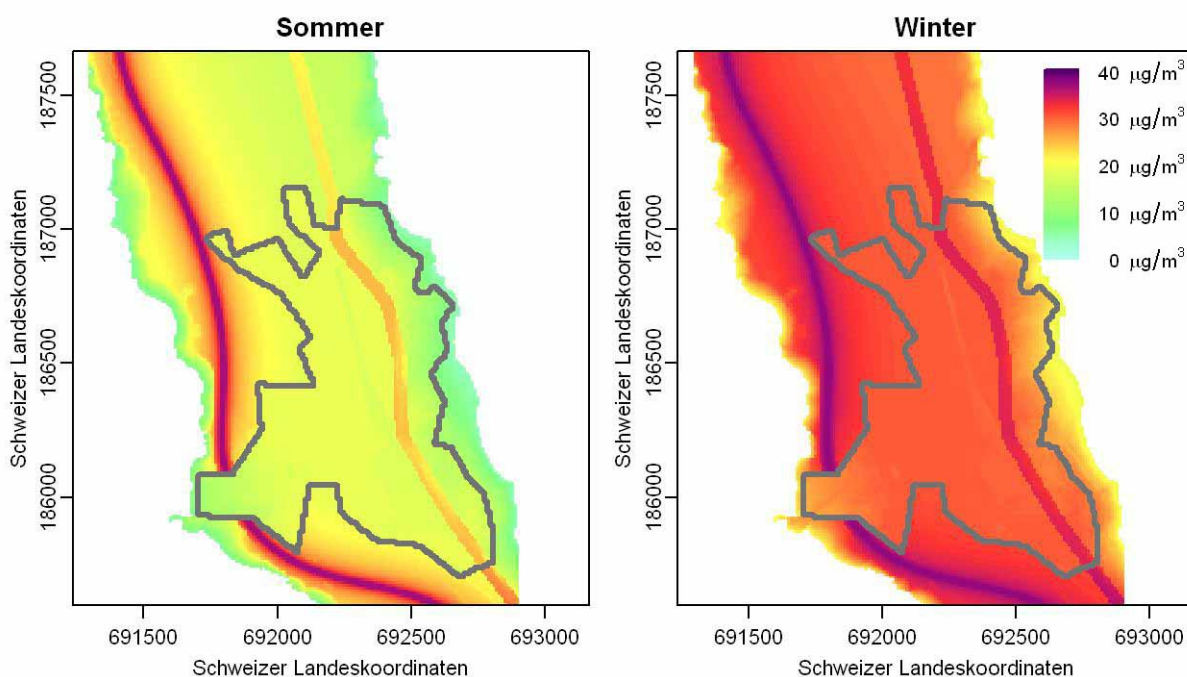 Sommer
Winter
187500
187000
186500
186000
Schweizer Landeskoordinaten
691500
692000
692500
693000
Schweizer Landeskoordinaten
187500
187000
186500
186000
Schweizer Landeskoordinaten
40 µg/m³
30 µg/m³
20 µg/m³
10 µg/m³
0 µg/m³
691500
692000
692500
693000
Schweizer Landeskoordinaten